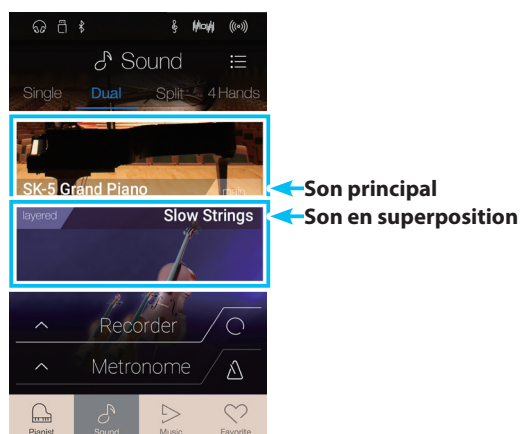 Sound
Single Dual Split 4 Hands
SK-5 Grand Piano
main
Son principal
layered
Slow Strings
Son en superposition
Recorder
Metronome
Pianist Sound Music Favorite